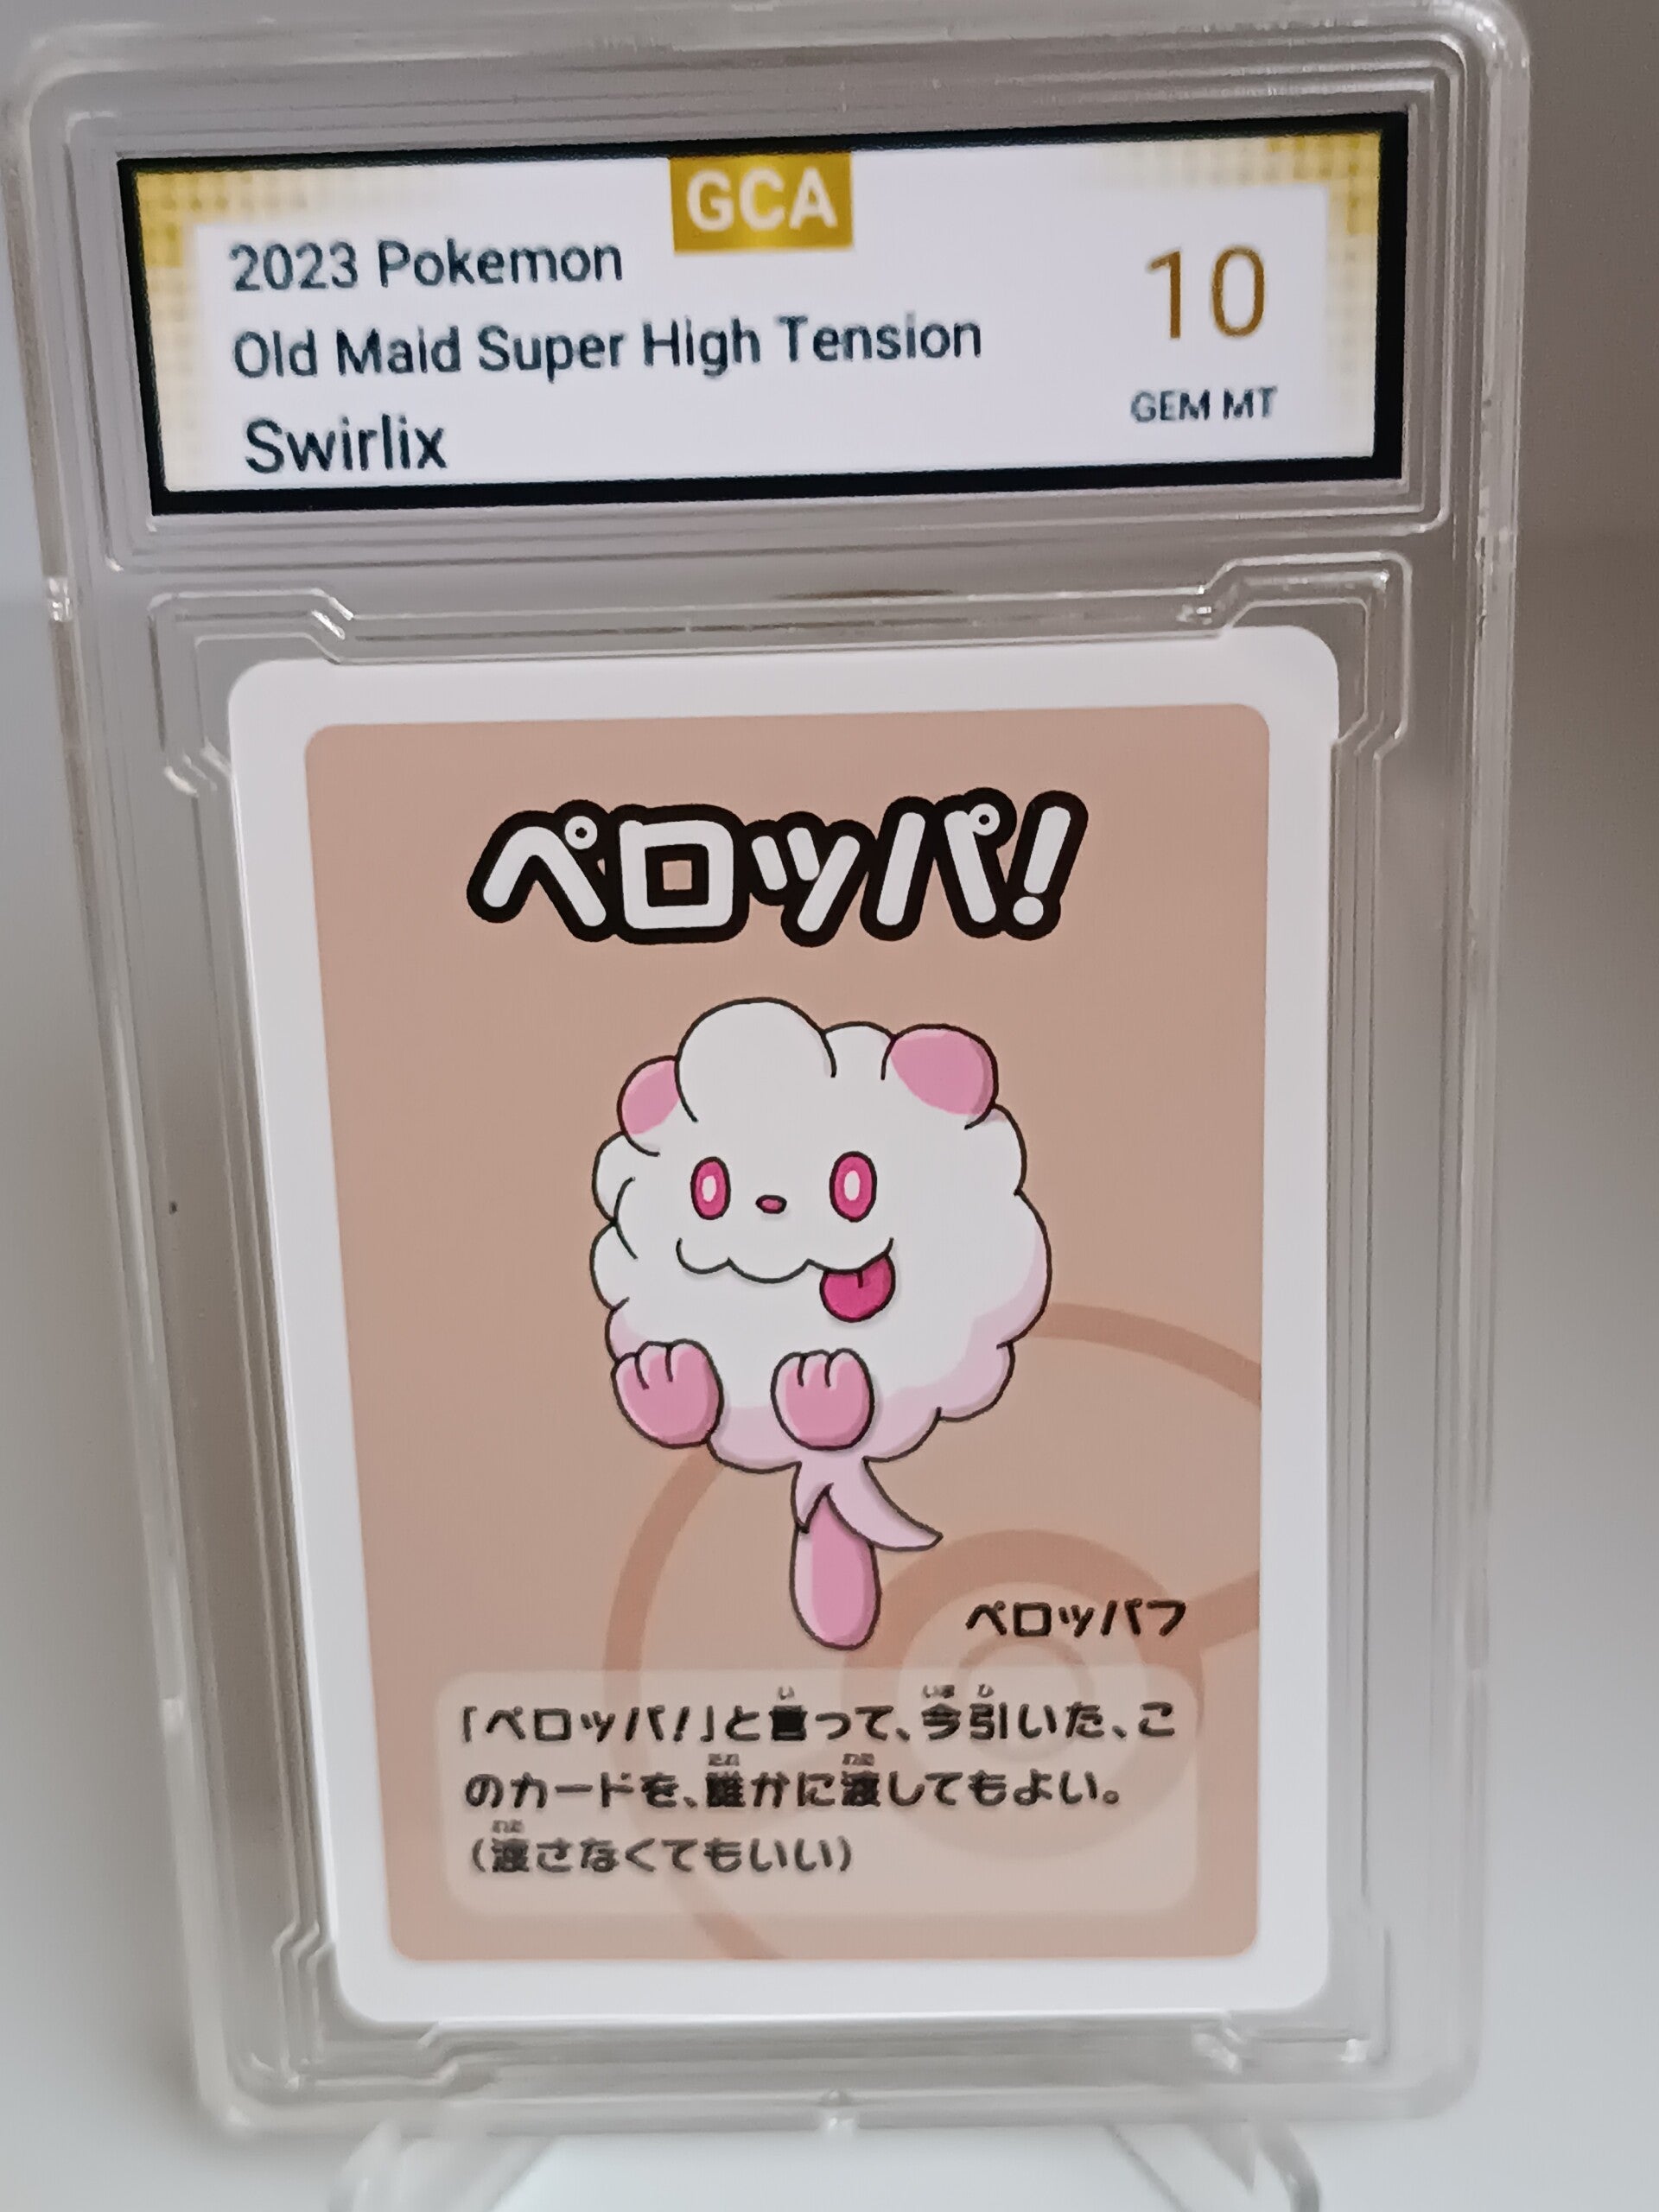 GCA
2023 Pokemon
Old Maid Super High Tension
Swirlix
10
GEM MT
ペロッパ!
ペロッパフ
「ペロッパ!」と言って、今引いた、こ
のカードを、誰かに渡してもよい。
(渡さなくてもいい)